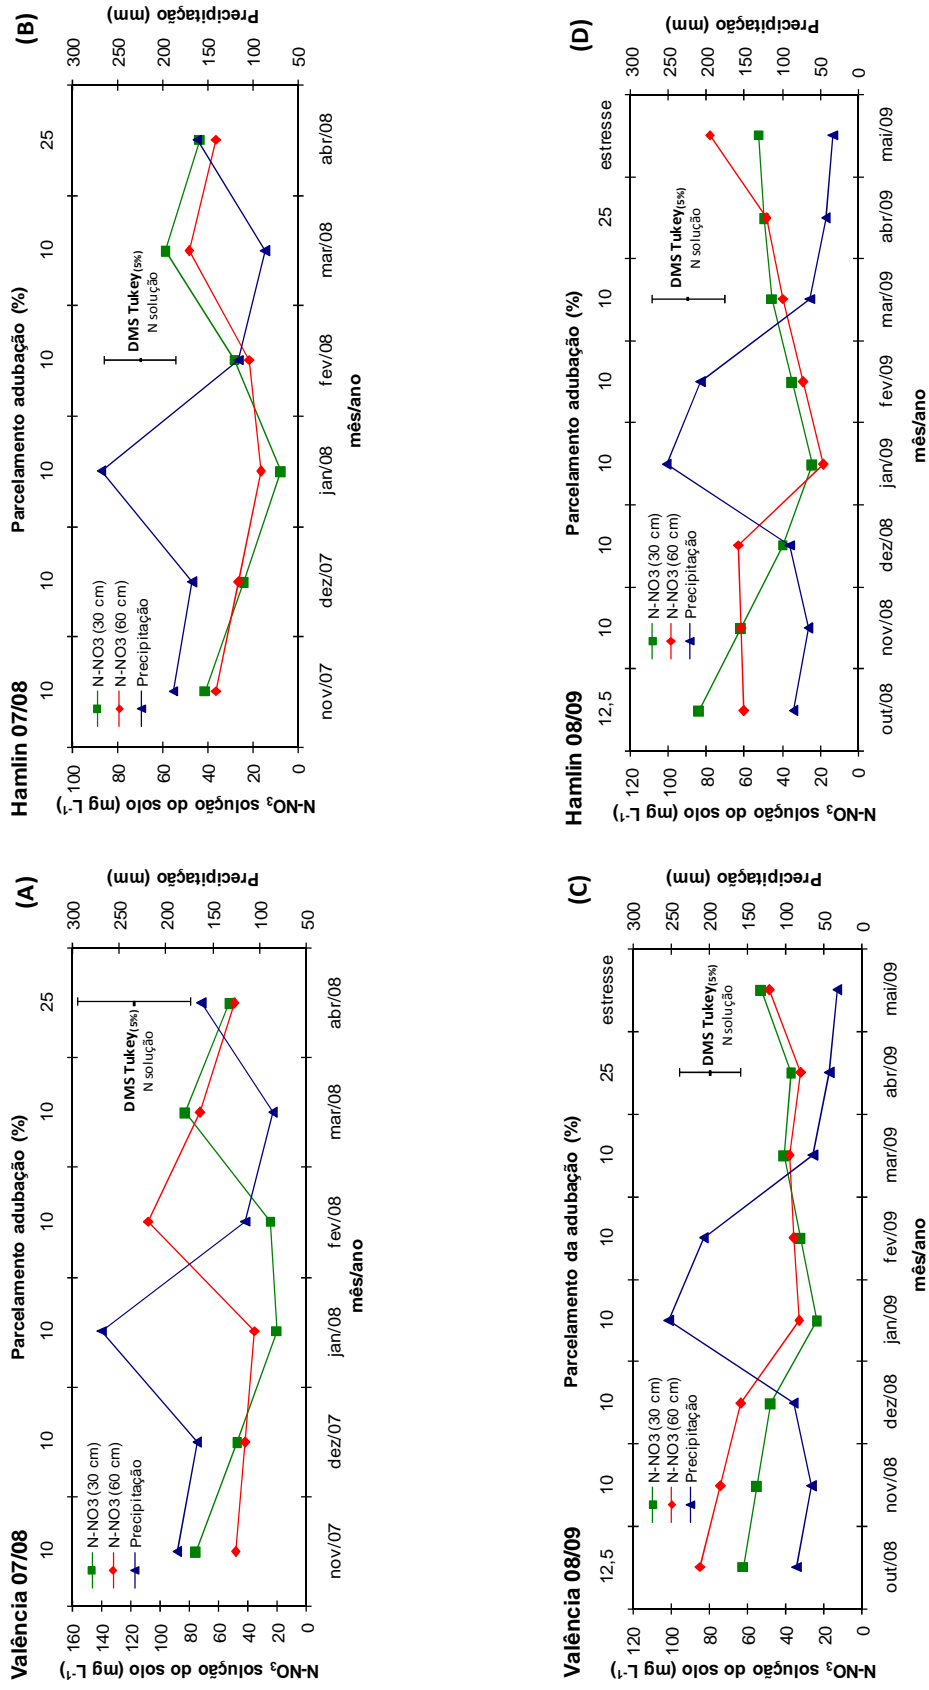 Valência 07/08
(A)
Parcelamento adubação (%)
10 10 10 10 10 25
N-NO3 (30 cm)
N-NO3 (60 cm)
Precipitação
DMS Tukey(5%)
N solução
N-NO₃ solução do solo (mg L⁻¹)
160
140
120
100
80
60
40
20
0
Precipitação
(mm)
300
250
200
150
100
50
nov/07 dez/07 jan/08 fev/08 mar/08 abr/08
mês/ano
Hamlin 07/08
(B)
Parcelamento adubação (%)
10 10 10 10 10 25
N-NO3 (30 cm)
N-NO3 (60 cm)
Precipitação
DMS Tukey(5%)
N solução
N-NO₃ solução do solo (mg L⁻¹)
100
80
60
40
20
0
Precipitação
(mm)
300
250
200
150
100
50
nov/07 dez/07 jan/08 fev/08 mar/08 abr/08
mês/ano
Valência 08/09
(C)
Parcelamento da adubação (%)
12,5 10 10 10 10 10 25 estresse
N-NO3 (30 cm)
N-NO3 (60 cm)
Precipitação
DMS Tukey(5%)
N solução
N-NO₃ solução do solo (mg L⁻¹)
120
100
80
60
40
20
0
Precipitação
(mm)
300
250
200
150
100
50
0
out/08 nov/08 dez/08 jan/09 fev/09 mar/09 abr/09 mai/09
mês/ano
Hamlin 08/09
(D)
Parcelamento adubação (%)
12,5 10 10 10 10 10 25 estresse
N-NO3 (30 cm)
N-NO3 (60 cm)
Precipitação
DMS Tukey(5%)
N solução
N-NO₃ solução do solo (mg L⁻¹)
120
100
80
60
40
20
0
Precipitação
(mm)
300
250
200
150
100
50
0
out/08 nov/08 dez/08 jan/09 fev/09 mar/09 abr/09 mai/09
mês/ano